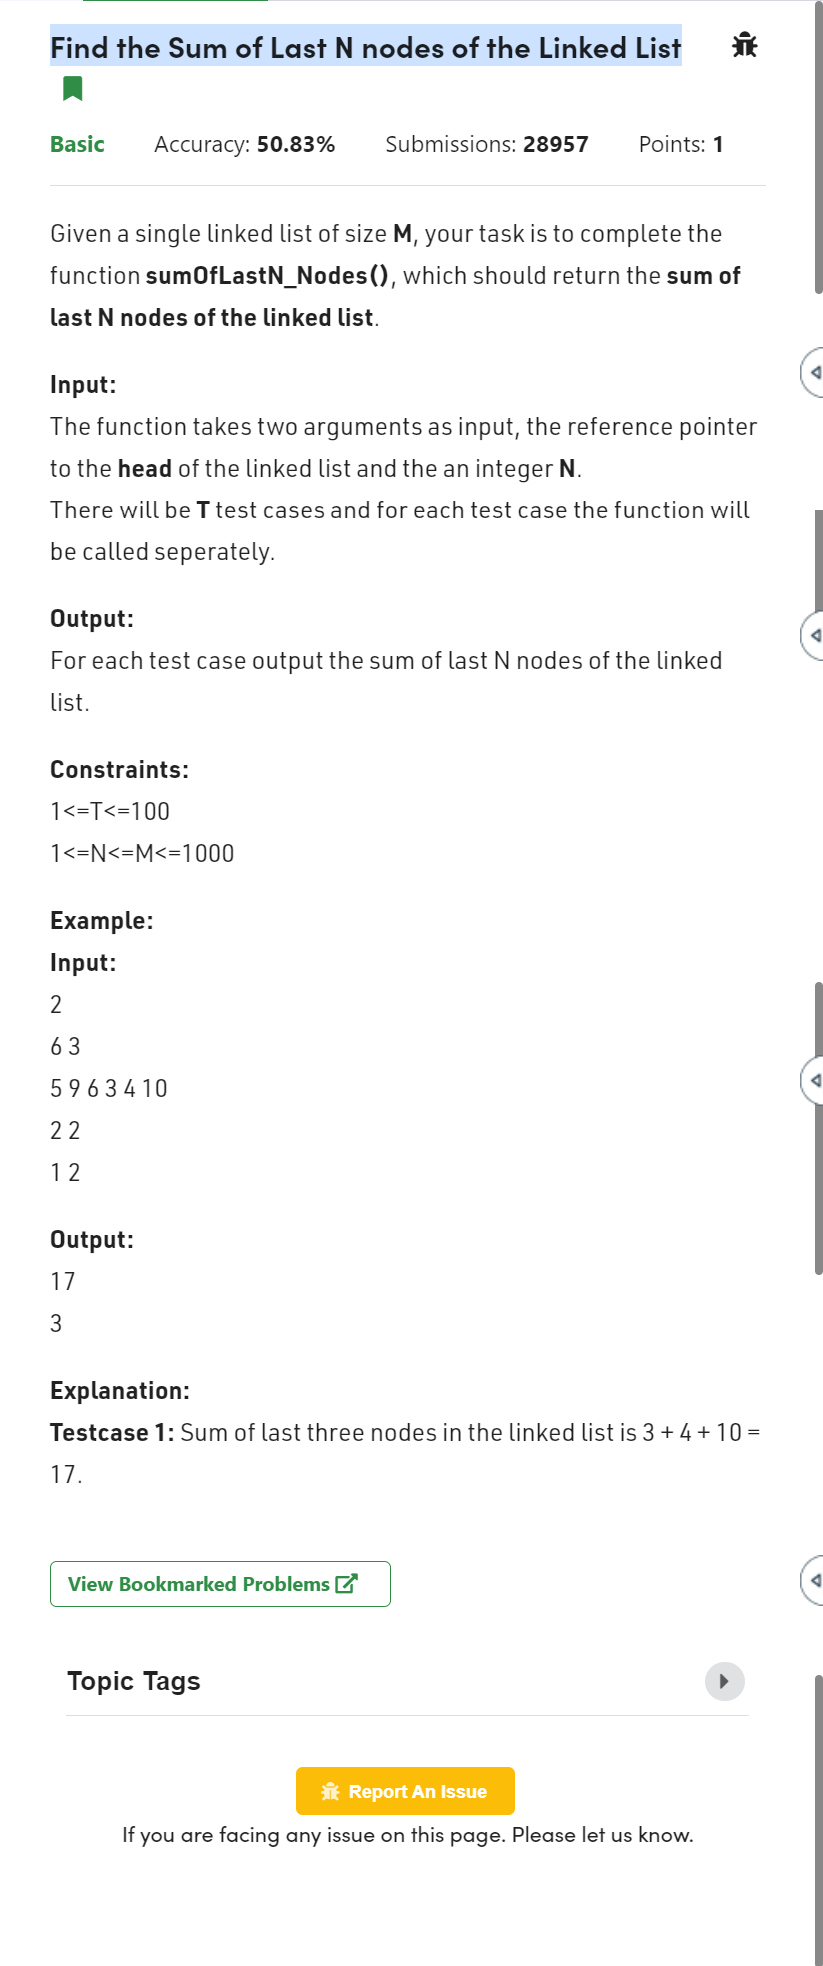 Find the Sum of Last N nodes of the Linked List
Basic Accuracy: 50.83% Submissions: 28957 Points: 1
Given a single linked list of size M, your task is to complete the
function sumOfLastN_Nodes(), which should return the sum of
last N nodes of the linked list.
Input:
The function takes two arguments as input, the reference pointer
to the head of the linked list and the an integer N.
There will be T test cases and for each test case the function will
be called seperately.
Output:
For each test case output the sum of last N nodes of the linked
list.
Constraints:
1<=T<=100
1<=N<=M<=1000
Example:
Input:
2
6 3
5 9 6 3 4 10
2 2
1 2
Output:
17
3
Explanation:
Testcase 1: Sum of last three nodes in the linked list is 3 + 4 + 10 =
17.
View Bookmarked Problems
Topic Tags
Report An Issue
If you are facing any issue on this page. Please let us know.